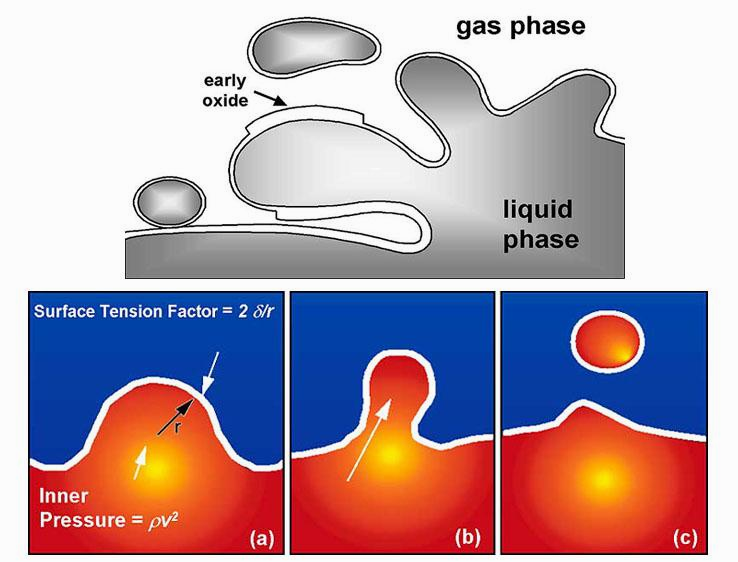 gas phase
early
oxide
liquid
phase
Surface Tension Factor = 2 δ/r
r
Inner
Pressure = ρv²
(a)
(b)
(c)